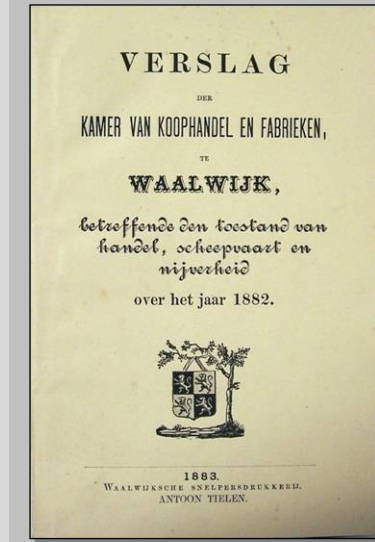 VERSLAG
DER
KAMER VAN KOOPHANDEL EN FABRIEKEN,
TE
WAALWIJK,
betreffende den toestand van
handel, scheepvaart en
nijverheid
over het jaar 1882.
1883.
WAALWIJKSCHE SNELPERSDRUKKERIJ.
ANTOON TIELEN.